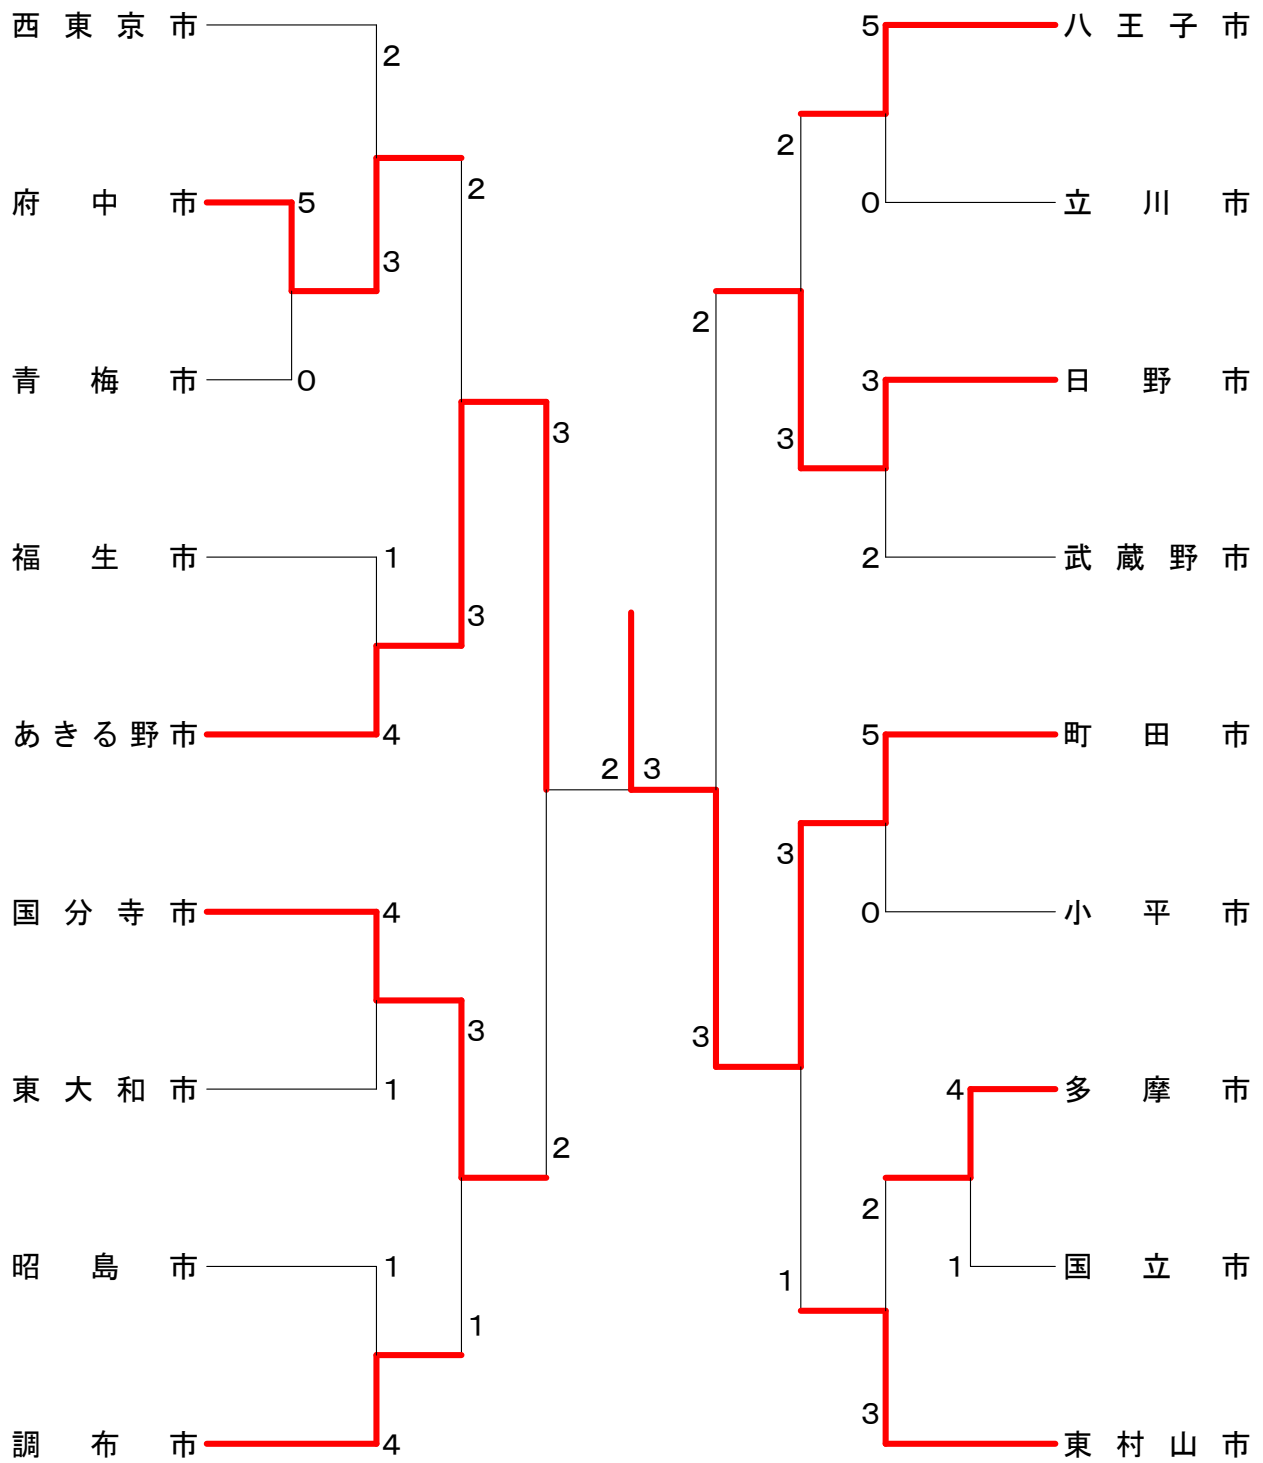 西東京市
2
府中市
5
2
3
青梅市
0
3
福生市
1
3
あきる野市
4
国分寺市
4
3
東大和市
1
2
昭島市
1
1
調布市
4
2 3
5
八王子市
2
0
立川市
2
3
日野市
3
2
武蔵野市
5
町田市
3
0
小平市
3
4
多摩市
2
1
国立市
1
3
東村山市